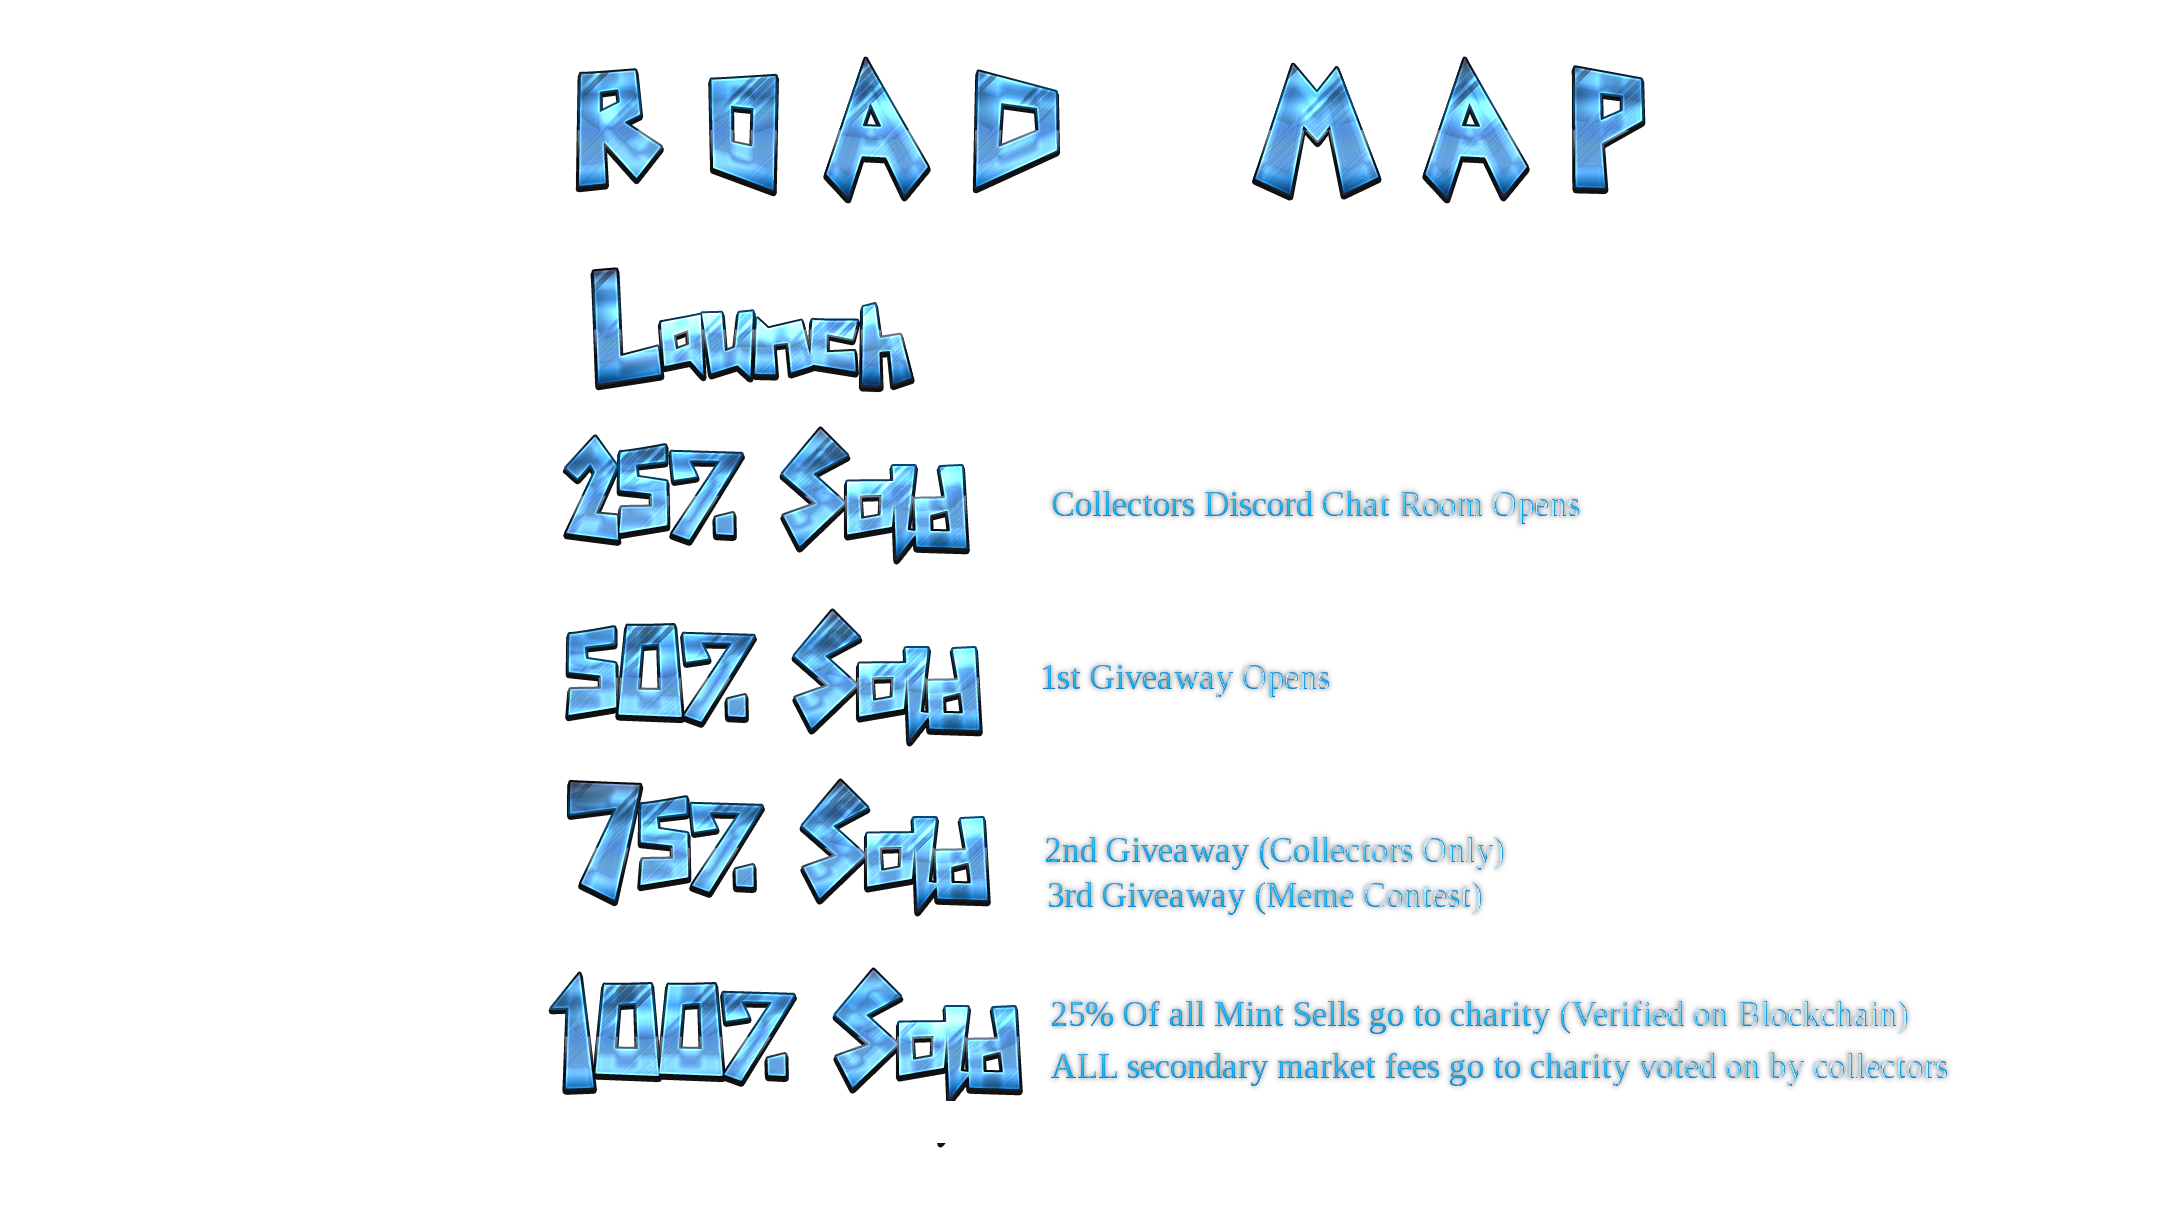 ROAD MAP
Launch
25% Sold
Collectors Discord Chat Room Opens
50% Sold
1st Giveaway Opens
75% Sold
2nd Giveaway (Collectors Only)
3rd Giveaway (Meme Contest)
100% Sold
25% Of all Mint Sells go to charity (Verified on Blockchain)
ALL secondary market fees go to charity voted on by collectors